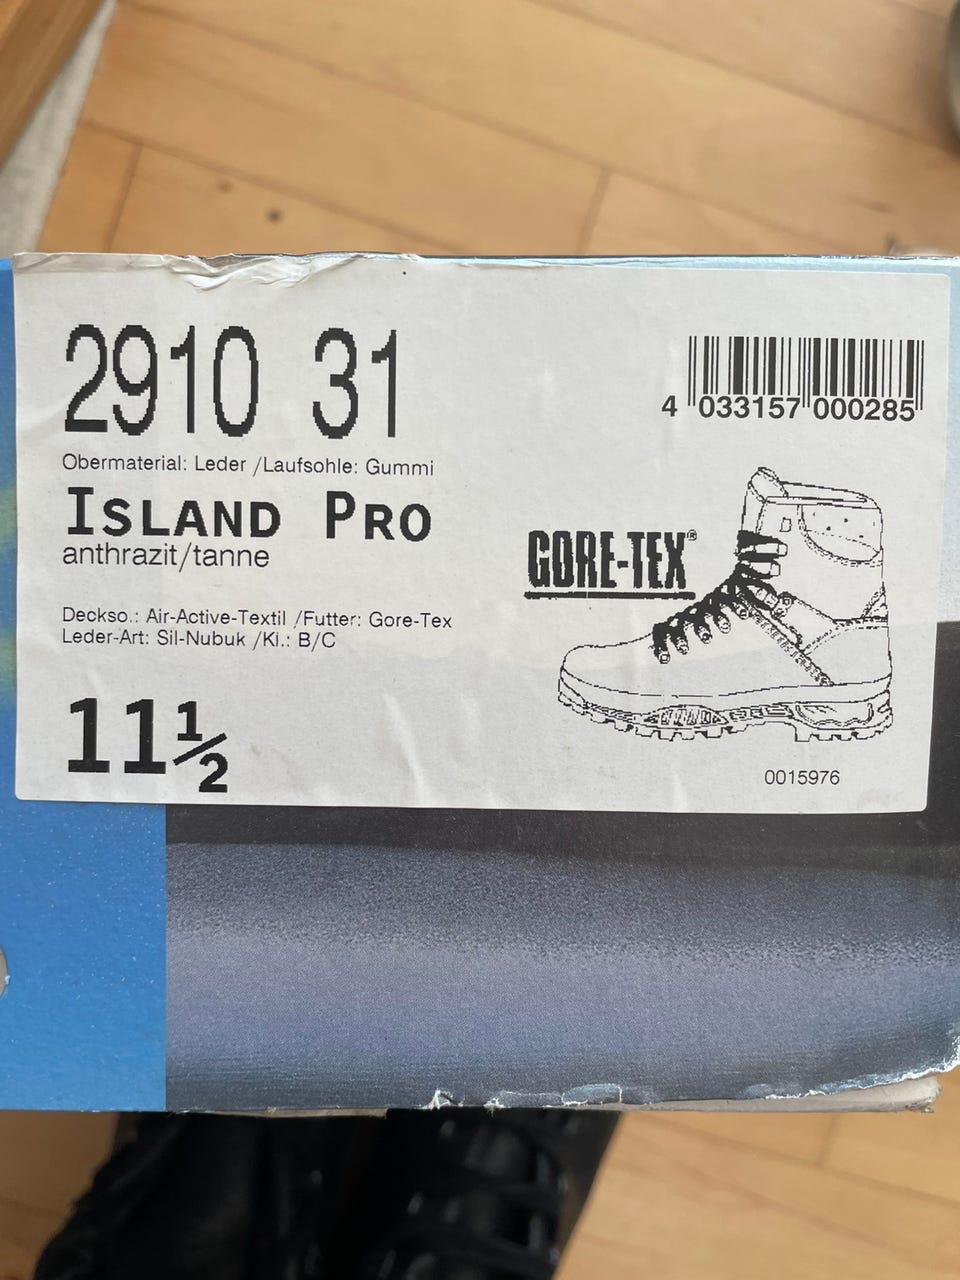 2910 31
4 033157 000285
Obermaterial: Leder /Laufsohle: Gummi
ISLAND PRO
anthrazit/tanne
GORE-TEX®
Deckso.: Air-Active-Textil /Futter: Gore-Tex
Leder-Art: Sil-Nubuk /Kl.: B/C
11½
0015976